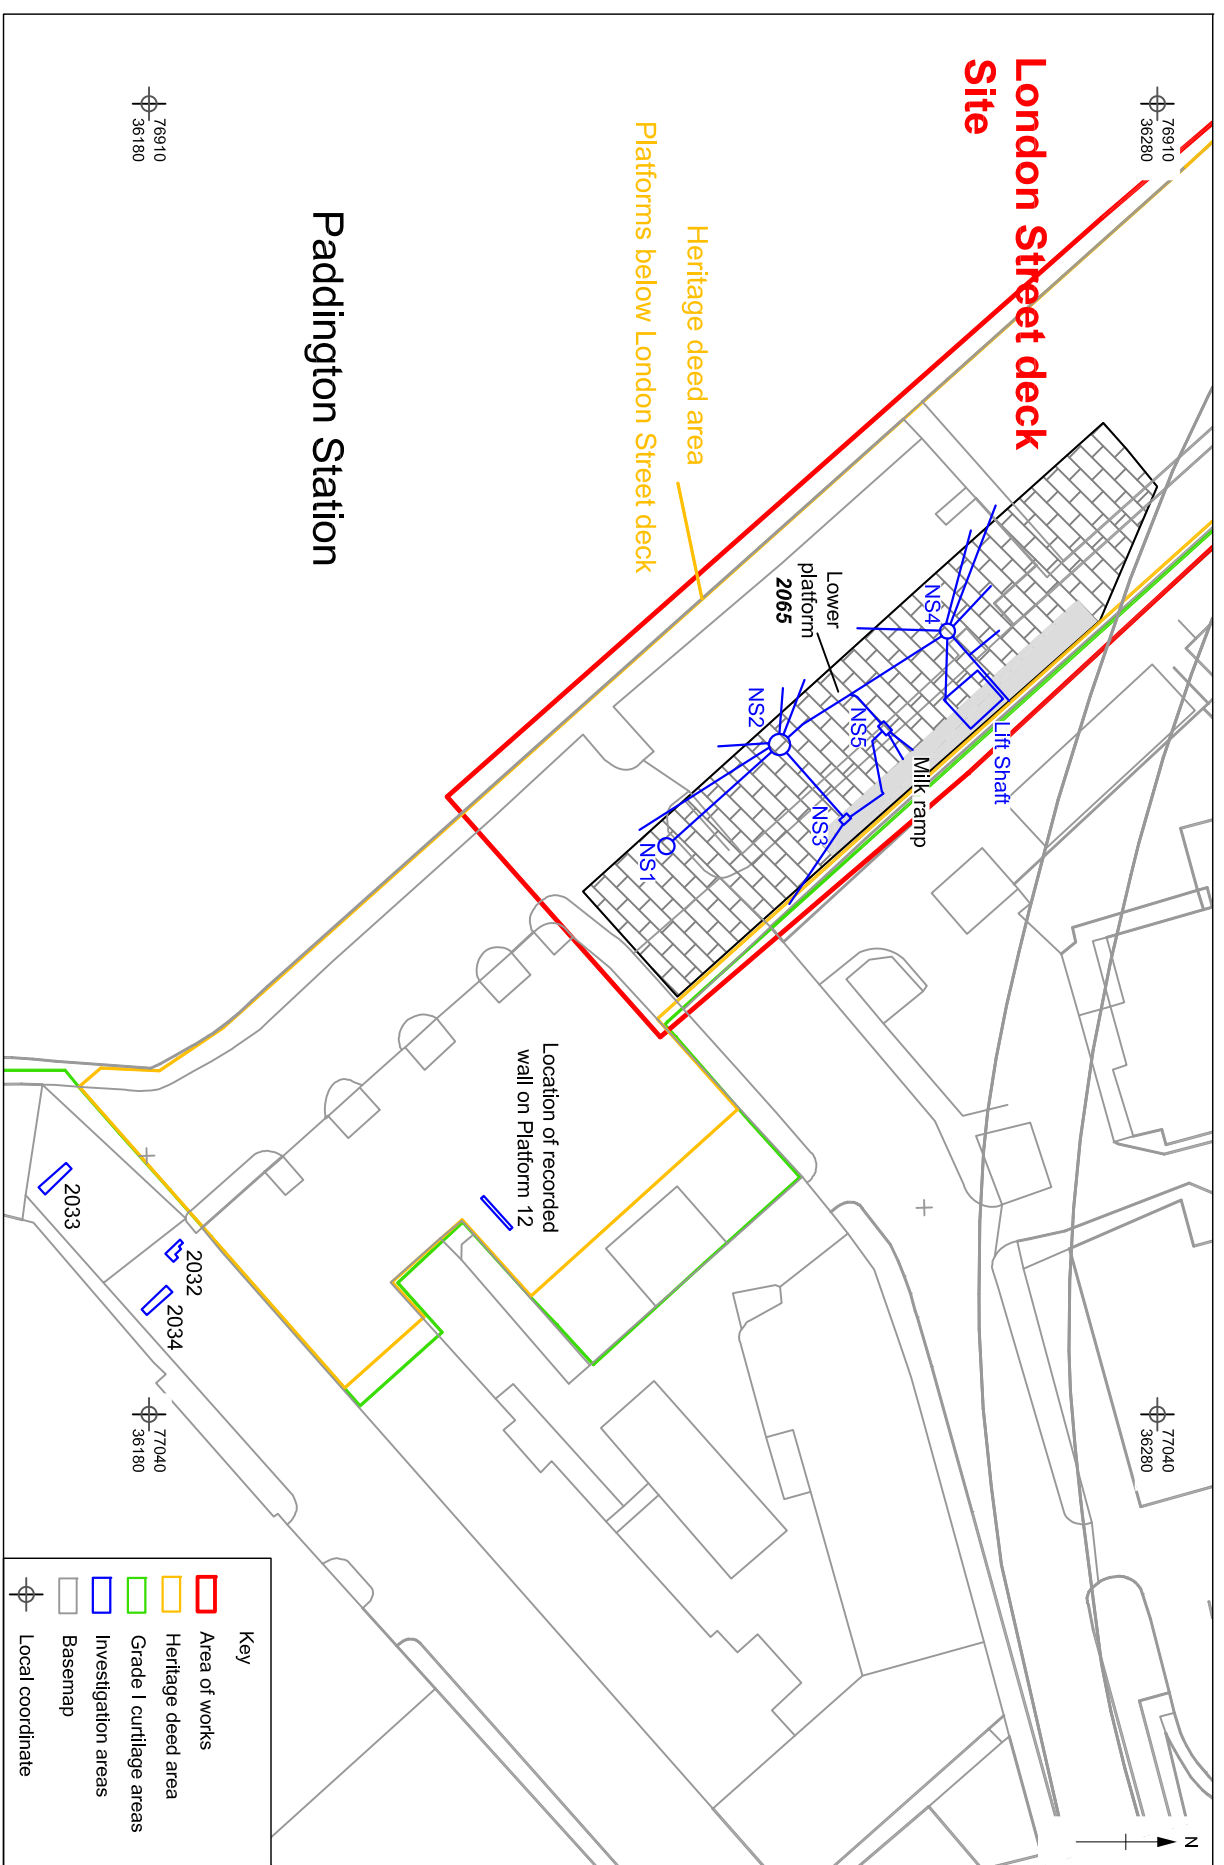 London Street deck
Site
76910
36280
77040
36280
N
Heritage deed area
Platforms below London Street deck
NS4
Lift Shaft
Lower
platform
2065
NS5
Milk ramp
NS2
NS3
NS1
Paddington Station
Location of recorded
wall on Platform 12
76910
36180
2032
2034
2033
77040
36180
Key
Area of works
Heritage deed area
Grade I curtilage areas
Investigation areas
Basemap
Local coordinate